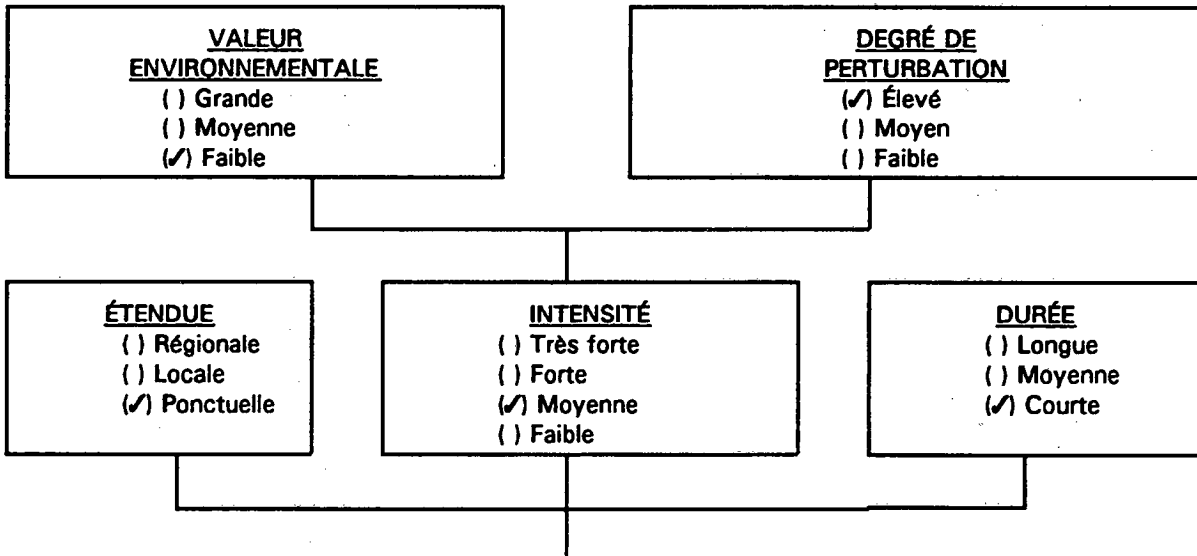 VALEUR
ENVIRONNEMENTALE
( ) Grande
( ) Moyenne
(✓) Faible
DEGRÉ DE
PERTURBATION
(✓) Élevé
( ) Moyen
( ) Faible
ÉTENDUE
( ) Régionale
( ) Locale
(✓) Ponctuelle
INTENSITÉ
( ) Très forte
( ) Forte
(✓) Moyenne
( ) Faible
DURÉE
( ) Longue
( ) Moyenne
(✓) Courte